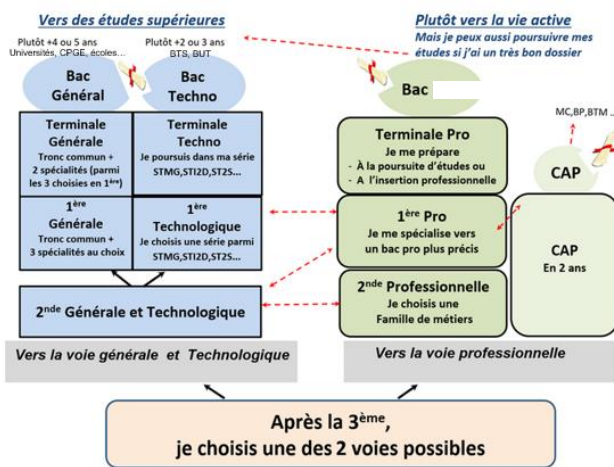 Vers des études supérieures
Plutôt +4 ou 5 ans
Universités, CPGE, écoles...
Plutôt +2 ou 3 ans
BTS, BUT
Bac
Général
Bac
Techno
Terminale
Générale
Tronc commun +
2 spécialités (parmi
les 3 choisies en 1ère)
Terminale
Techno
Je poursuis dans ma série
STMG,STI2D,ST2S...
1ère
Générale
Tronc commun +
3 spécialités au choix
1ère
Technologique
Je choisis une série parmi
STMG,STI2D,ST2S...
2nde Générale et Technologique
Vers la voie générale et Technologique
Plutôt vers la vie active
Mais je peux aussi poursuivre mes
études si j'ai un très bon dossier
Bac
Terminale Pro
Je me prépare
- À la poursuite d'études ou
- A l'insertion professionnelle
1ère Pro
Je me spécialise vers
un bac pro plus précis
2nde Professionnelle
Je choisis une
Famille de métiers
MC,BP,BTM ..
CAP
CAP
En 2 ans
Vers la voie professionnelle
Après la 3ème,
je choisis une des 2 voies possibles